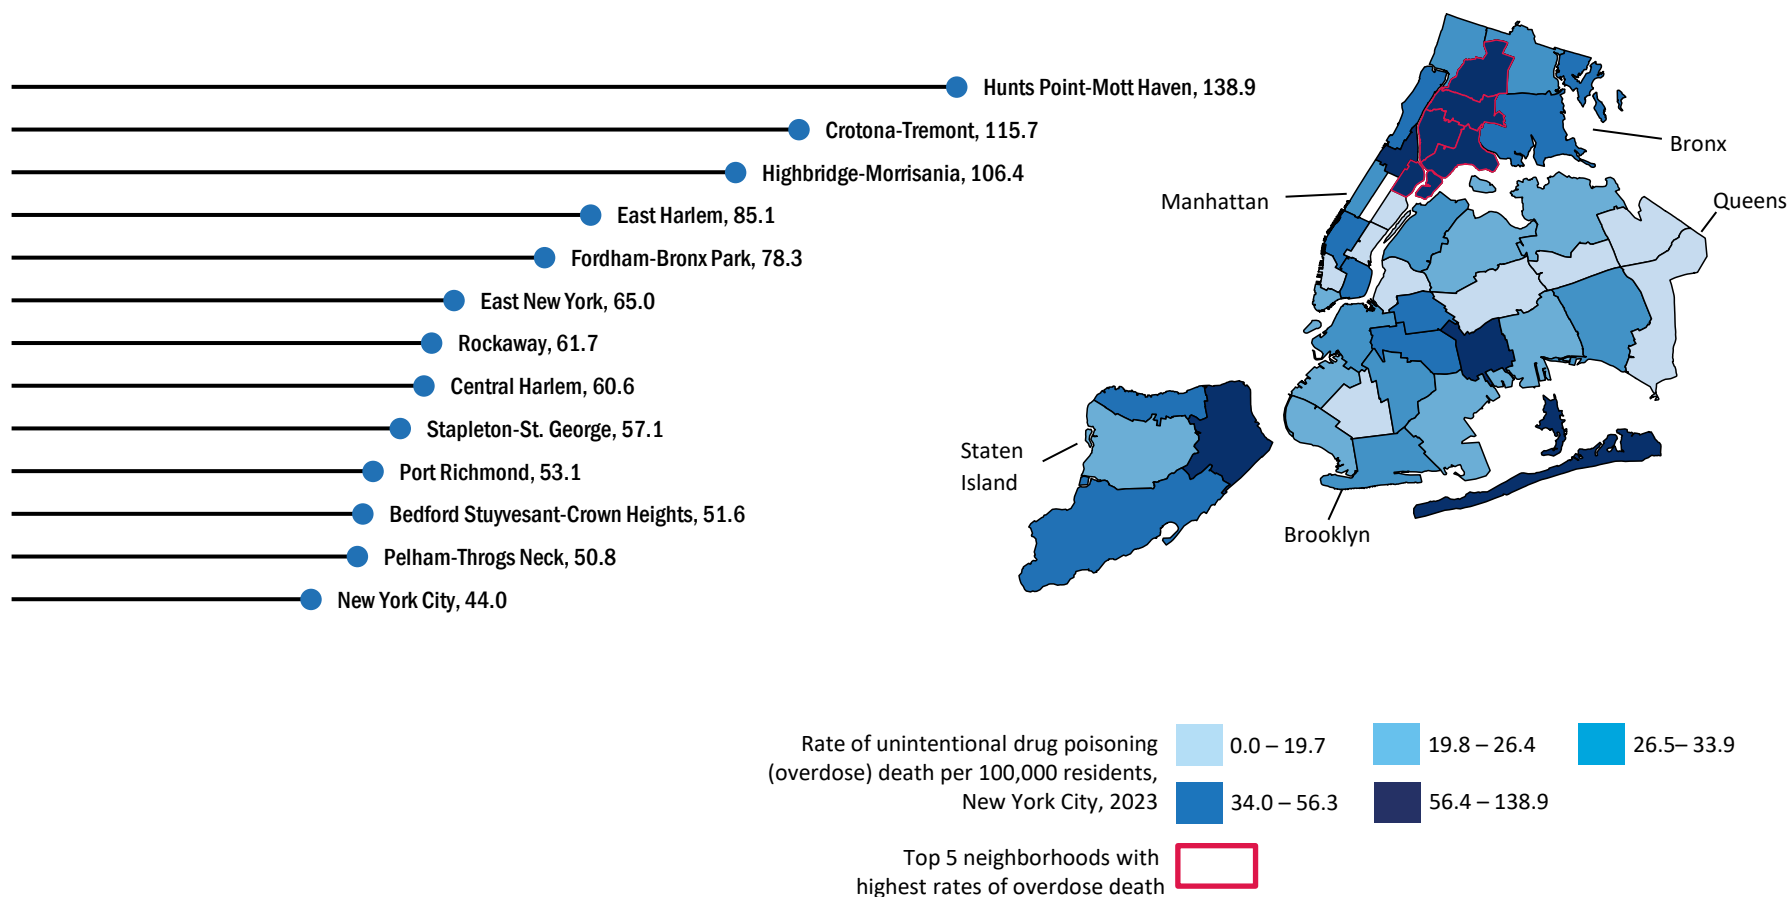 Hunts Point-Mott Haven, 138.9
Crotona-Tremont, 115.7
Highbridge-Morrisania, 106.4
East Harlem, 85.1
Fordham-Bronx Park, 78.3
East New York, 65.0
Rockaway, 61.7
Central Harlem, 60.6
Stapleton-St. George, 57.1
Port Richmond, 53.1
Bedford Stuyvesant-Crown Heights, 51.6
Pelham-Throgs Neck, 50.8
New York City, 44.0
Bronx
Manhattan
Queens
Staten
Island
Brooklyn
Rate of unintentional drug poisoning
(overdose) death per 100,000 residents,
New York City, 2023
0.0 – 19.7
19.8 – 26.4
26.5– 33.9
34.0 – 56.3
56.4 – 138.9
Top 5 neighborhoods with
highest rates of overdose death